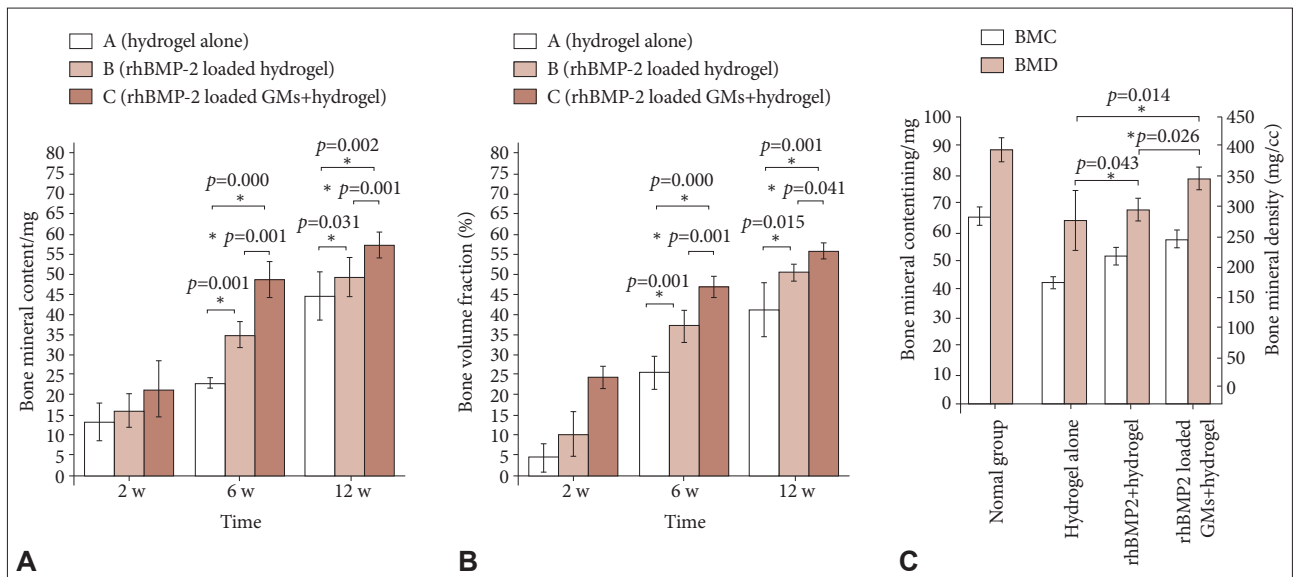 A
A (hydrogel alone)
B (rhBMP-2 loaded hydrogel)
C (rhBMP-2 loaded GMs+hydrogel)
Bone mineral content/mg
80
75
70
65
60
55
50
45
40
35
30
25
20
15
10
5
0
p=0.001
*
p=0.000
*
* p=0.001
p=0.031
*
p=0.002
*
* p=0.001
2 w
6 w
12 w
Time
B
A (hydrogel alone)
B (rhBMP-2 loaded hydrogel)
C (rhBMP-2 loaded GMs+hydrogel)
Bone volume fraction (%)
80
75
70
65
60
55
50
45
40
35
30
25
20
15
10
5
0
p=0.001
*
p=0.000
*
* p=0.001
p=0.015
*
p=0.001
*
* p=0.041
2 w
6 w
12 w
Time
C
BMC
BMD
Bone mineral contentining/mg
100
90
80
70
60
50
40
30
20
10
0
p=0.014
*
*p=0.026
p=0.043
*
450
400
350
300
250
200
150
100
50
0
Bone mineral density (mg/cc)
Nomal group
Hydrogel alone
rhBMP2+hydrogel
rhBMP2 loaded
GMs+hydrogel